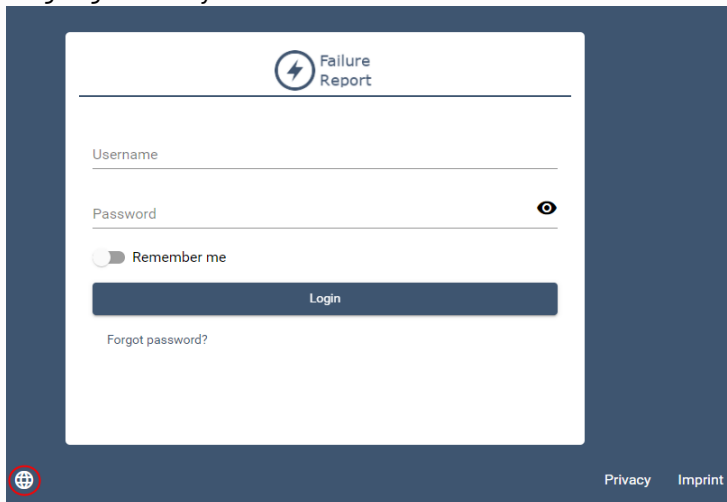 Failure
Report
Username
Password
Remember me
Login
Forgot password?
Privacy Imprint